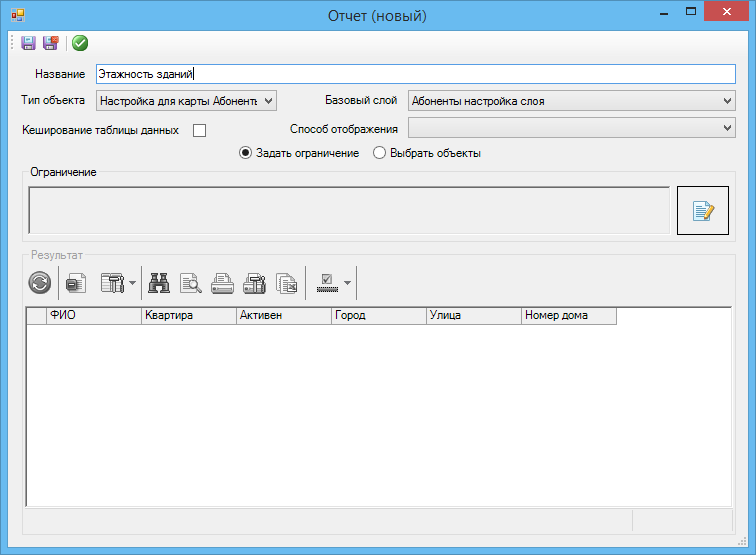 Отчет (новый)
Название Этажность зданий
Тип объекта Настройка для карты Абоненть Базовый слой Абоненты настройка слоя
Кеширование таблицы данных Способ отображения
Задать ограничение Выбрать объекты
Ограничение
Результат
ФИО Квартира Активен Город Улица Номер дома